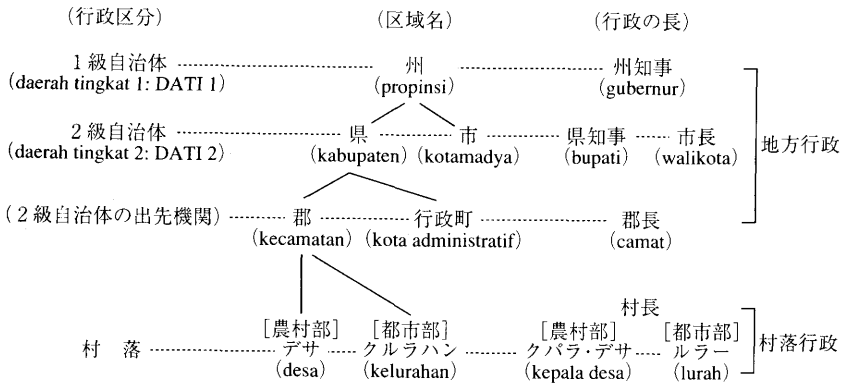 (行政区分) (区域名) (行政の長)
1級自治体 州 州知事
(daerah tingkat 1: DATI 1) (propinsi) (gubernur)
2級自治体 県 市 県知事 市長
(daerah tingkat 2: DATI 2) (kabupaten) (kotamadya) (bupati) (walikota)
地方行政
(2級自治体の出先機関) 郡 行政町 郡長
(kecamatan) (kota administratif) (camat)
村長
[農村部] [都市部] [農村部] [都市部]
村落 デサ クルラハン クパラ・デサ ルラー 村落行政
(desa) (kelurahan) (kepala desa) (lurah)